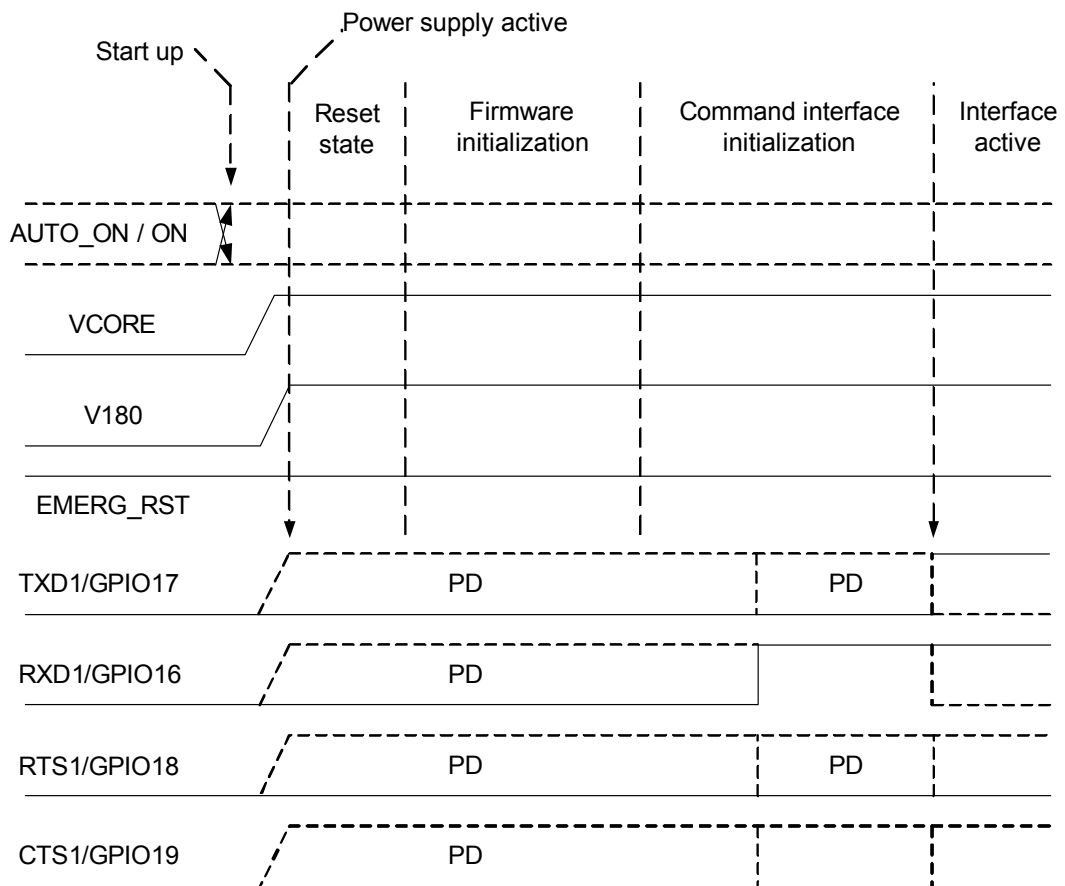 Power supply active
Start up
Reset
state
Firmware
initialization
Command interface
initialization
Interface
active
AUTO_ON / ON
VCORE
V180
EMERG_RST
TXD1/GPIO17 PD PD
RXD1/GPIO16 PD
RTS1/GPIO18 PD PD
CTS1/GPIO19 PD